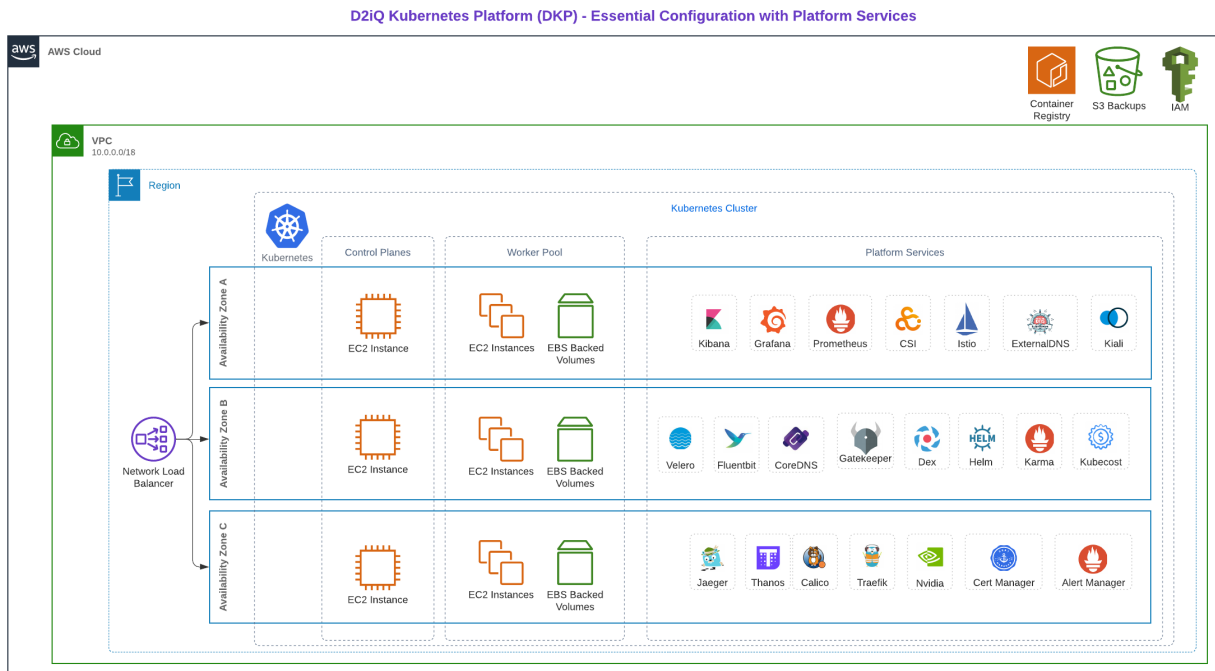 D2iQ Kubernetes Platform (DKP) - Essential Configuration with Platform Services
aws
AWS Cloud
Container
Registry
S3 Backups
IAM
VPC
10.0.0.0/18
Region
Kubernetes Cluster
Kubernetes
Control Planes
Worker Pool
Platform Services
Availability Zone A
EC2 Instance
EC2 Instances
EBS Backed
Volumes
Kibana
Grafana
Prometheus
CSI
Istio
ExternalDNS
Kiali
Network Load
Balancer
Availability Zone B
EC2 Instance
EC2 Instances
EBS Backed
Volumes
Velero
Fluentbit
CoreDNS
Gatekeeper
Dex
HELM
Helm
Karma
Kubecost
Availability Zone C
EC2 Instance
EC2 Instances
EBS Backed
Volumes
Jaeger
Thanos
Calico
Traefik
Nvidia
Cert Manager
Alert Manager